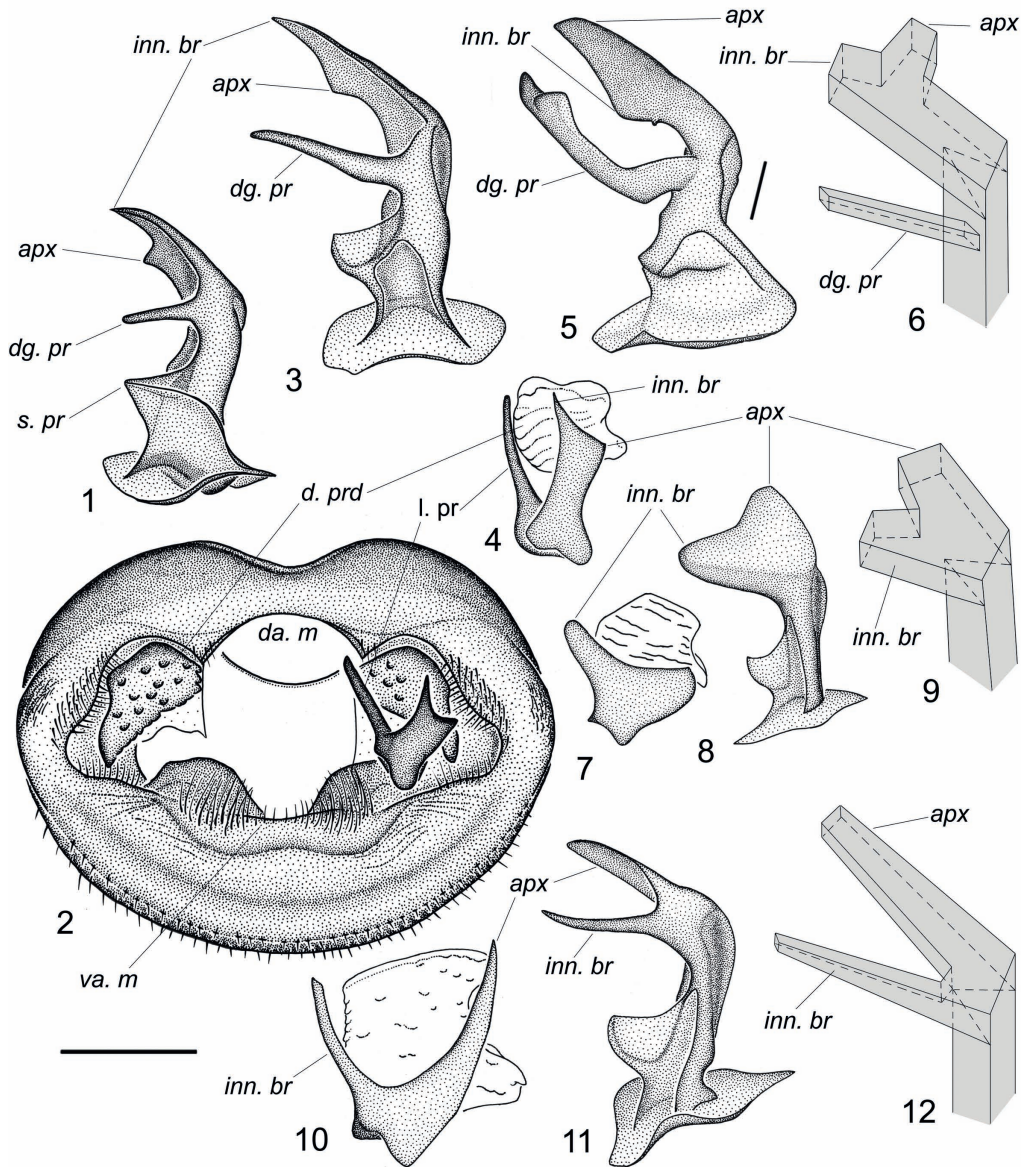 inn. br
apx
dg. pr
3
inn. br
apx
dg. pr
5
apx
inn. br
dg. pr
6
apx
dg. pr
s. pr
1
inn. br
d. prd
l. pr
4
apx
inn. br
da. m
2
va. m
7
8
inn. br
9
apx
inn. br
10
inn. br
11
apx
inn. br
12